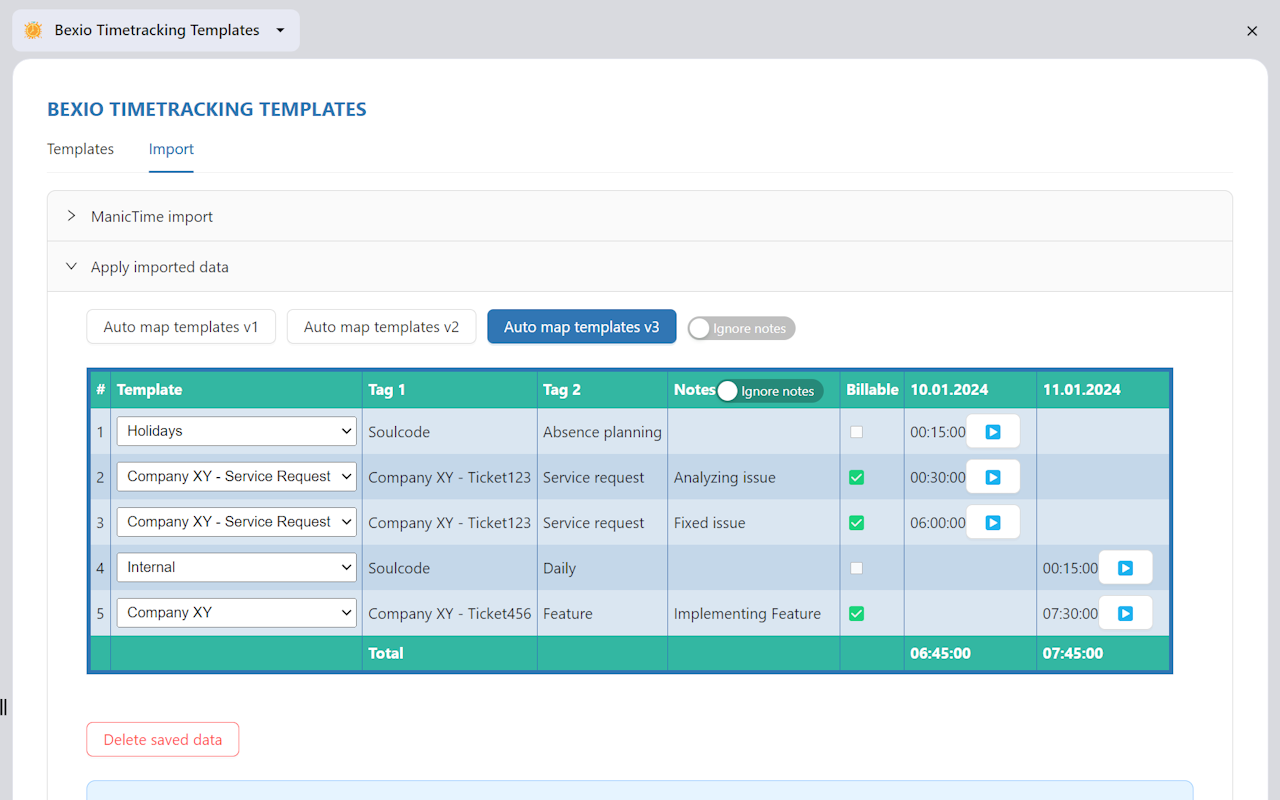 Bexio Timetracking Templates
BEXIO TIMETRACKING TEMPLATES
Templates Import
ManicTime import
Apply imported data
Auto map templates v1 Auto map templates v2 Auto map templates v3 Ignore notes
# Template Tag 1 Tag 2 Notes Ignore notes Billable 10.01.2024 11.01.2024
1 Holidays Soulcode Absence planning 00:15:00
2 Company XY - Service Request Company XY - Ticket123 Service request Analyzing issue 00:30:00
3 Company XY - Service Request Company XY - Ticket123 Service request Fixed issue 06:00:00
4 Internal Soulcode Daily 00:15:00
5 Company XY Company XY - Ticket456 Feature Implementing Feature 07:30:00
Total 06:45:00 07:45:00
Delete saved data